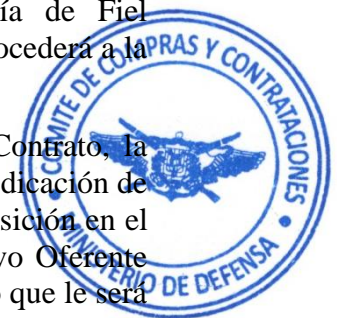 ía de Fiel
ocederá a la
Contrato, la
dicación de
sición en el
vo Oferente
o que le será
COMITE DE COMPRAS Y CONTRATACIONES
MINISTERIO DE DEFENSA